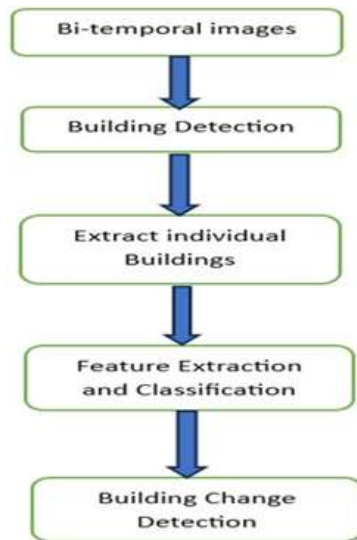 Bi-temporal images
Building Detection
Extract individual
Buildings
Feature Extraction
and Classification
Building Change
Detection